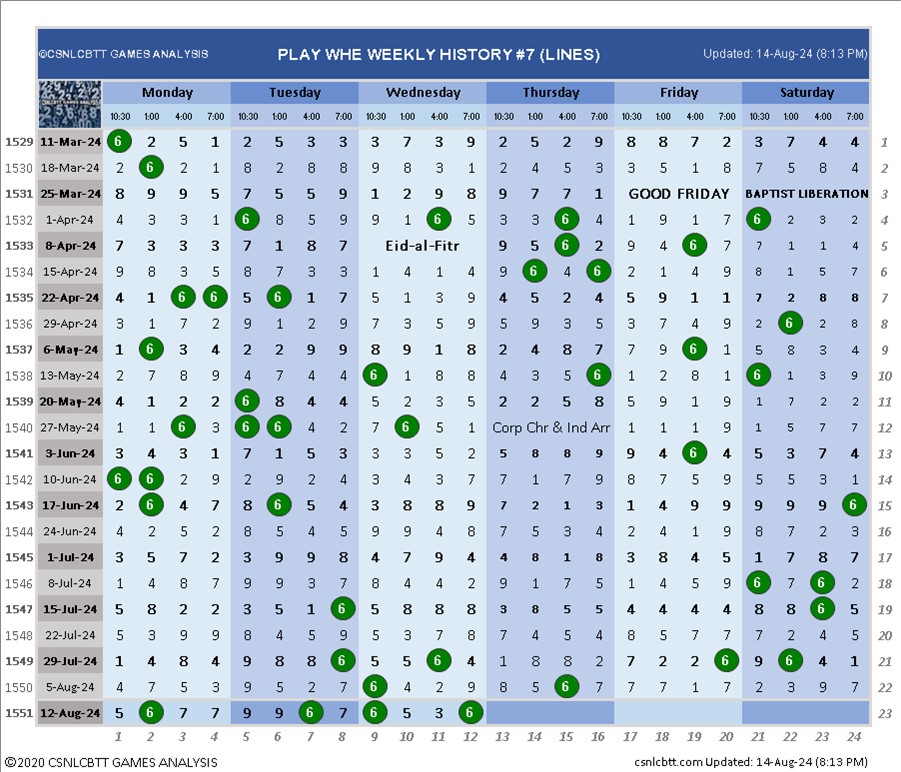 ©CSNLCBTT GAMES ANALYSIS PLAY WHE WEEKLY HISTORY #7 (LINES) Updated: 14-Aug-24 (8:13 PM)
Monday Tuesday Wednesday Thursday Friday Saturday
10:30 1:00 4:00 7:00 10:30 1:00 4:00 7:00 10:30 1:00 4:00 7:00 10:30 1:00 4:00 7:00 10:30 1:00 4:00 7:00 10:30 1:00 4:00 7:00
1529 11-Mar-24 6 2 5 1 2 5 3 3 3 7 3 9 2 5 2 9 8 8 7 2 3 7 4 4 1
1530 18-Mar-24 2 6 2 5 8 2 8 8 9 8 3 1 2 4 5 3 3 5 1 8 7 5 8 4 2
1531 25-Mar-24 8 9 9 5 7 5 5 9 1 2 9 8 9 7 7 1 GOOD FRIDAY BAPTIST LIBERATION 3
1532 1-Apr-24 4 3 3 1 6 8 5 9 9 1 6 5 3 3 6 4 1 9 1 7 6 2 3 2 4
1533 8-Apr-24 7 3 3 3 7 1 8 7 Eid-al-Fitr 9 5 6 2 9 4 6 9 7 1 1 4 5
1534 15-Apr-24 9 8 3 5 8 7 3 3 1 4 1 4 9 6 4 6 2 1 4 9 8 1 5 7 6
1535 22-Apr-24 4 1 6 6 5 6 1 7 5 1 3 9 4 5 2 4 5 9 1 1 7 2 8 8 7
1536 29-Apr-24 3 1 7 2 9 1 2 9 7 3 5 9 5 9 3 5 3 7 4 9 2 6 2 8 8
1537 6-May-24 1 6 3 4 2 2 9 9 8 9 1 8 2 4 8 7 7 9 6 1 5 8 3 4 9
1538 13-May-24 2 7 8 9 4 7 4 4 6 1 8 8 4 3 5 6 1 2 8 1 6 1 3 9 10
1539 20-May-24 4 1 2 2 6 8 4 4 5 2 3 5 2 2 5 8 5 9 1 9 1 7 2 2 11
1540 27-May-24 1 1 6 3 6 6 4 2 7 6 5 1 Corp Chr & Ind Arr 1 1 1 9 1 5 7 7 12
1541 3-Jun-24 3 4 3 1 7 1 5 3 3 3 5 2 5 8 8 9 9 4 6 4 5 3 7 4 13
1542 10-Jun-24 6 6 2 9 2 9 2 4 3 4 3 7 7 1 7 9 8 7 5 9 5 5 3 1 14
1543 17-Jun-24 2 6 4 7 8 6 5 4 3 8 8 9 7 2 1 3 1 4 9 9 9 9 9 6 15
1544 24-Jun-24 4 2 5 2 8 5 4 5 9 9 4 8 7 5 3 4 2 4 1 9 8 7 2 3 16
1545 1-Jul-24 3 5 7 2 3 9 9 8 4 7 9 4 4 8 1 8 3 8 4 5 1 7 8 7 17
1546 8-Jul-24 1 4 8 7 9 9 3 7 8 4 4 2 9 1 7 5 1 4 5 9 6 7 6 2 18
1547 15-Jul-24 5 8 2 2 3 5 1 6 5 8 8 8 3 8 5 5 4 4 4 4 8 8 6 5 19
1548 22-Jul-24 5 3 9 9 8 4 5 9 5 3 7 8 7 4 5 4 8 5 7 7 7 2 4 5 20
1549 29-Jul-24 1 4 8 4 9 8 8 6 5 5 6 4 1 8 8 2 7 2 2 6 9 6 4 1 21
1550 5-Aug-24 4 7 5 3 9 5 2 7 6 4 2 9 8 5 6 7 7 7 1 7 2 3 9 7 22
1551 12-Aug-24 5 6 7 7 9 9 6 7 6 5 3 6 23
1 2 3 4 5 6 7 8 9 10 11 12 13 14 15 16 17 18 19 20 21 22 23 24
©2020 CSNLCBTT GAMES ANALYSIS csnlcbtt.com Updated: 14-Aug-24 (8:13 PM)